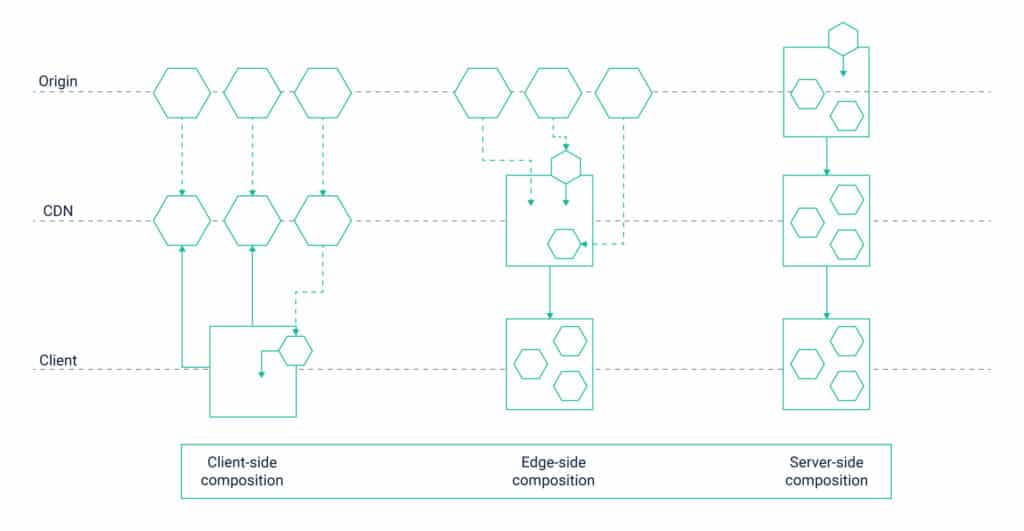 Origin
CDN
Client
Client-side
composition
Edge-side
composition
Server-side
composition